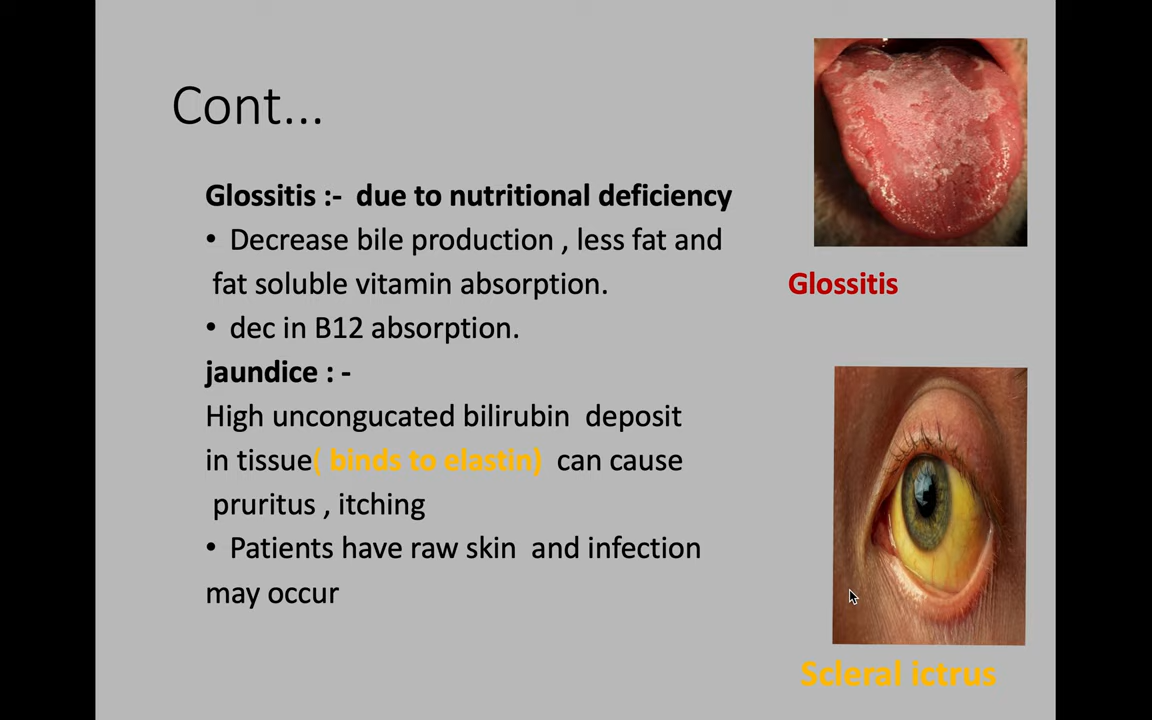 Cont...
Glossitis :-  due to nutritional deficiency
• Decrease bile production , less fat and
fat soluble vitamin absorption.
• dec in B12 absorption.
jaundice : -
High uncongucated bilirubin  deposit
in tissue( binds to elastin)  can cause
pruritus , itching
• Patients have raw skin  and infection
may occur
Glossitis
Scleral ictrus